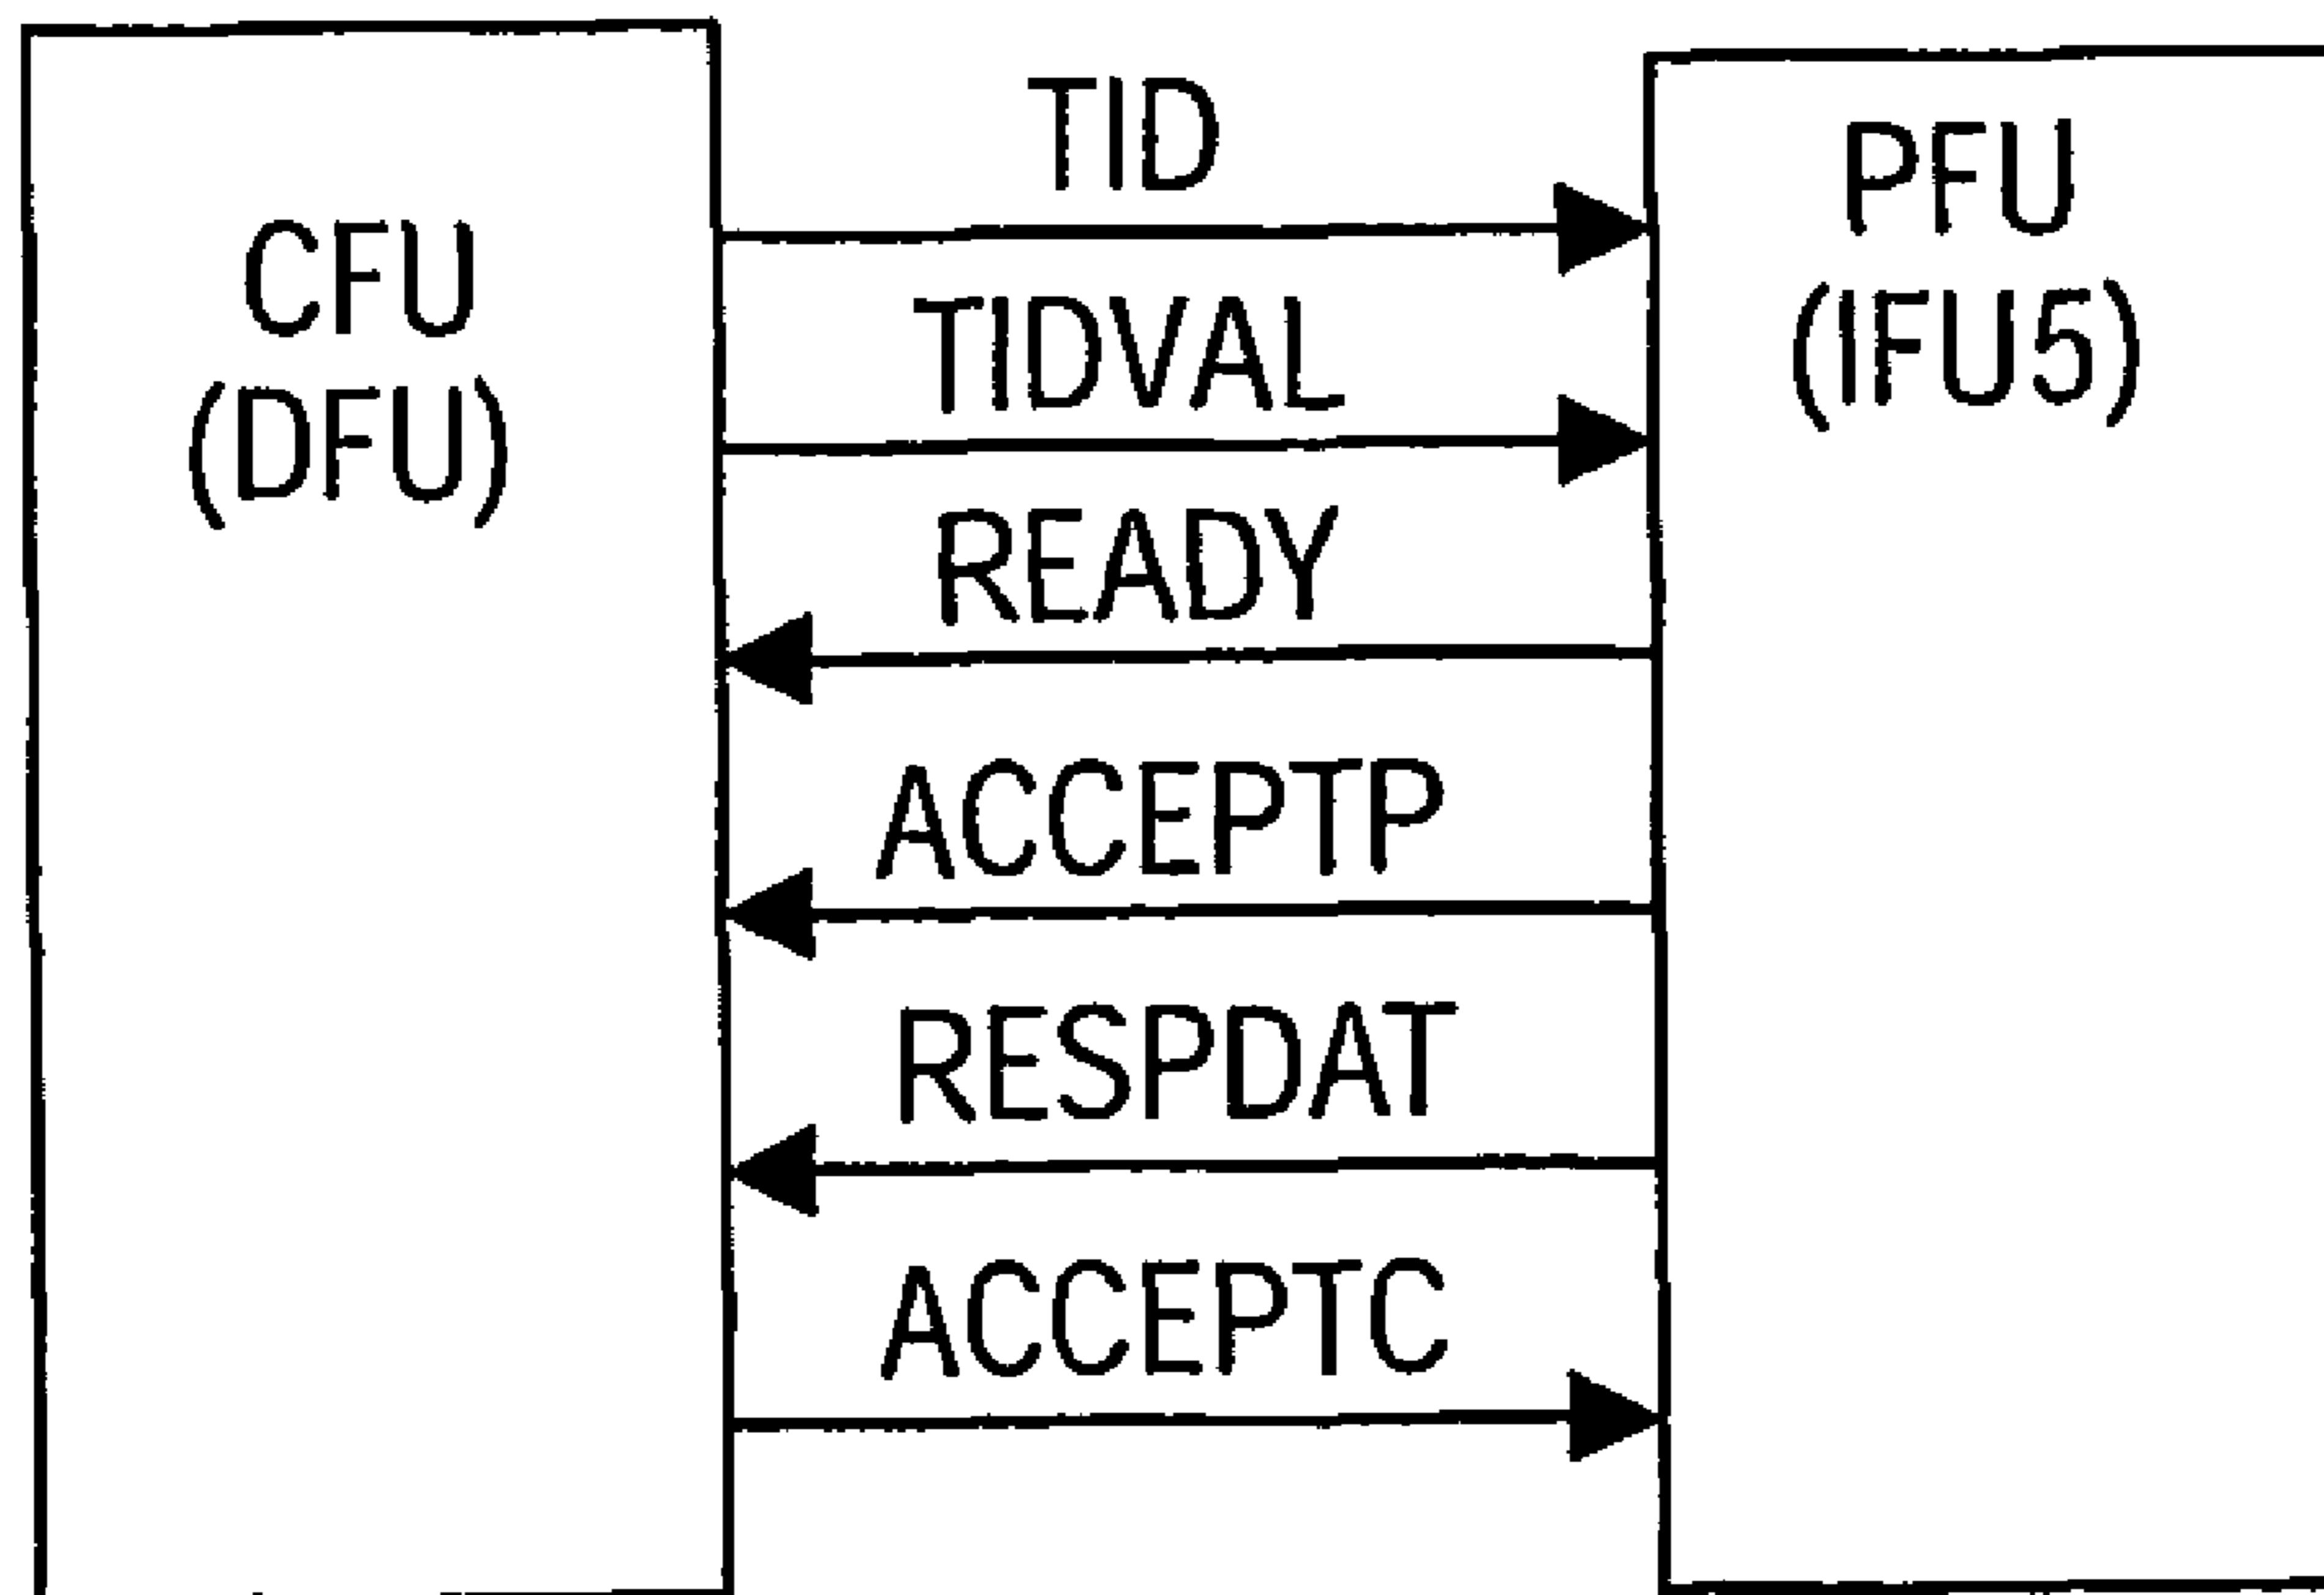 CFU
(DFU)
TID
TIDVAL
READY
ACCEPTP
RESPDAT
ACCEPTC
PFU
(IFU5)